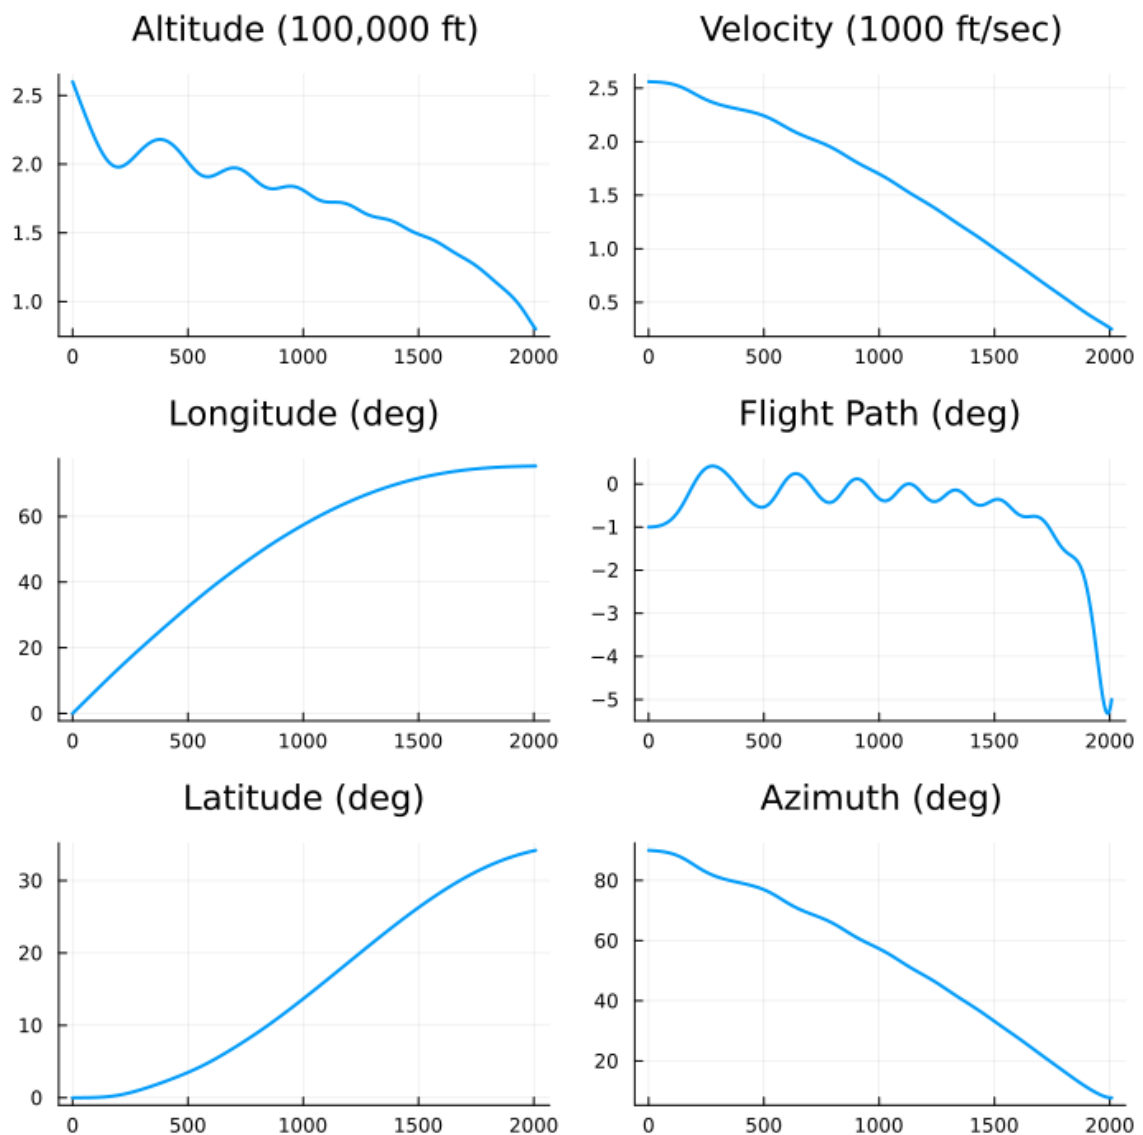 Altitude (100,000 ft)
Velocity (1000 ft/sec)
2.5
2.0
1.5
1.0
0 500 1000 1500 2000
2.5
2.0
1.5
1.0
0.5
0 500 1000 1500 2000
Longitude (deg)
Flight Path (deg)
60
40
20
0
0 500 1000 1500 2000
0
−1
−2
−3
−4
−5
0 500 1000 1500 2000
Latitude (deg)
Azimuth (deg)
30
20
10
0
0 500 1000 1500 2000
80
60
40
20
0 500 1000 1500 2000